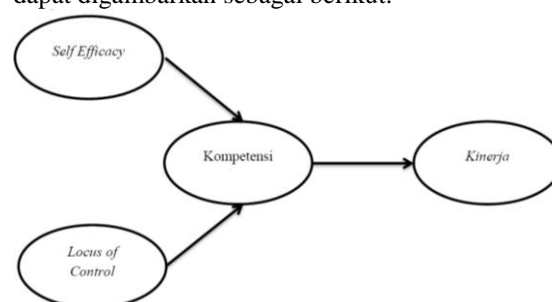 dapat digambarkan sebagai berikut:
Self Efficacy
Kompetensi
Kinerja
Locus of
Control